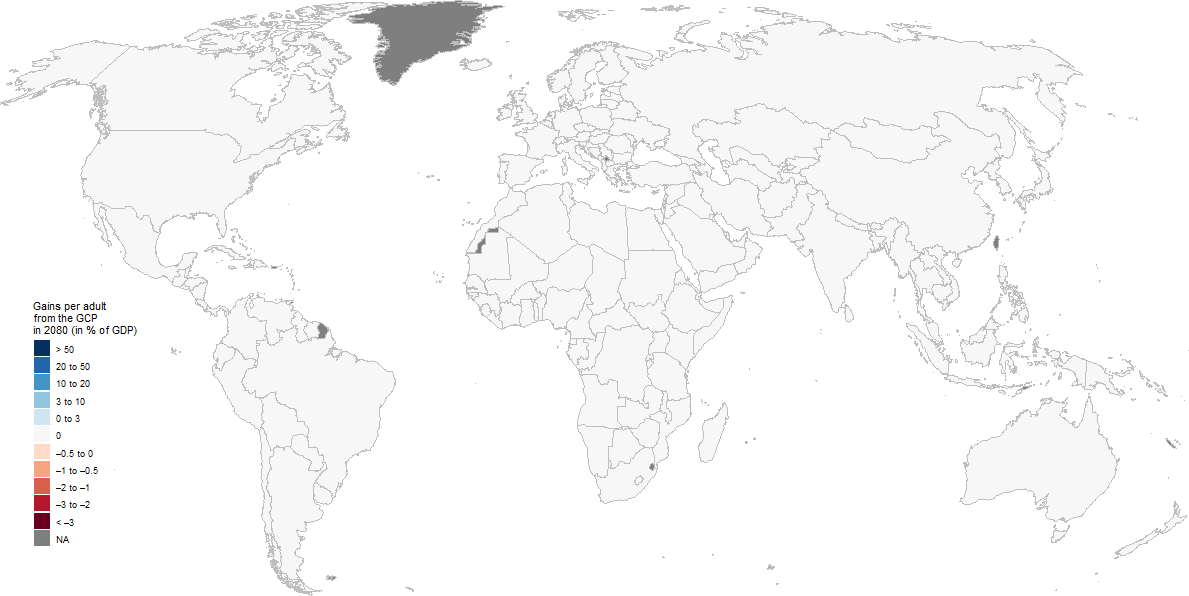 Gains per adult
from the GCP
in 2080 (in % of GDP)
> 50
20 to 50
10 to 20
3 to 10
0 to 3
0
–0.5 to 0
–1 to –0.5
–2 to –1
–3 to –2
< –3
NA